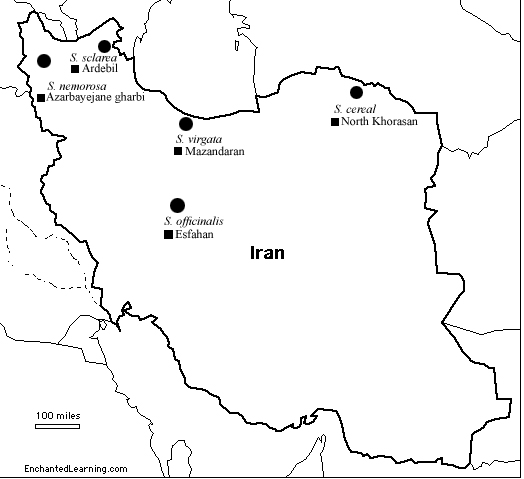 S. sclarea
Ardebil
S. nemorosa
Azarbayejane gharbi
S. cereal
North Khorasan
S. virgata
Mazandaran
S. officinalis
Esfahan
Iran
100 miles
EnchantedLearning.com